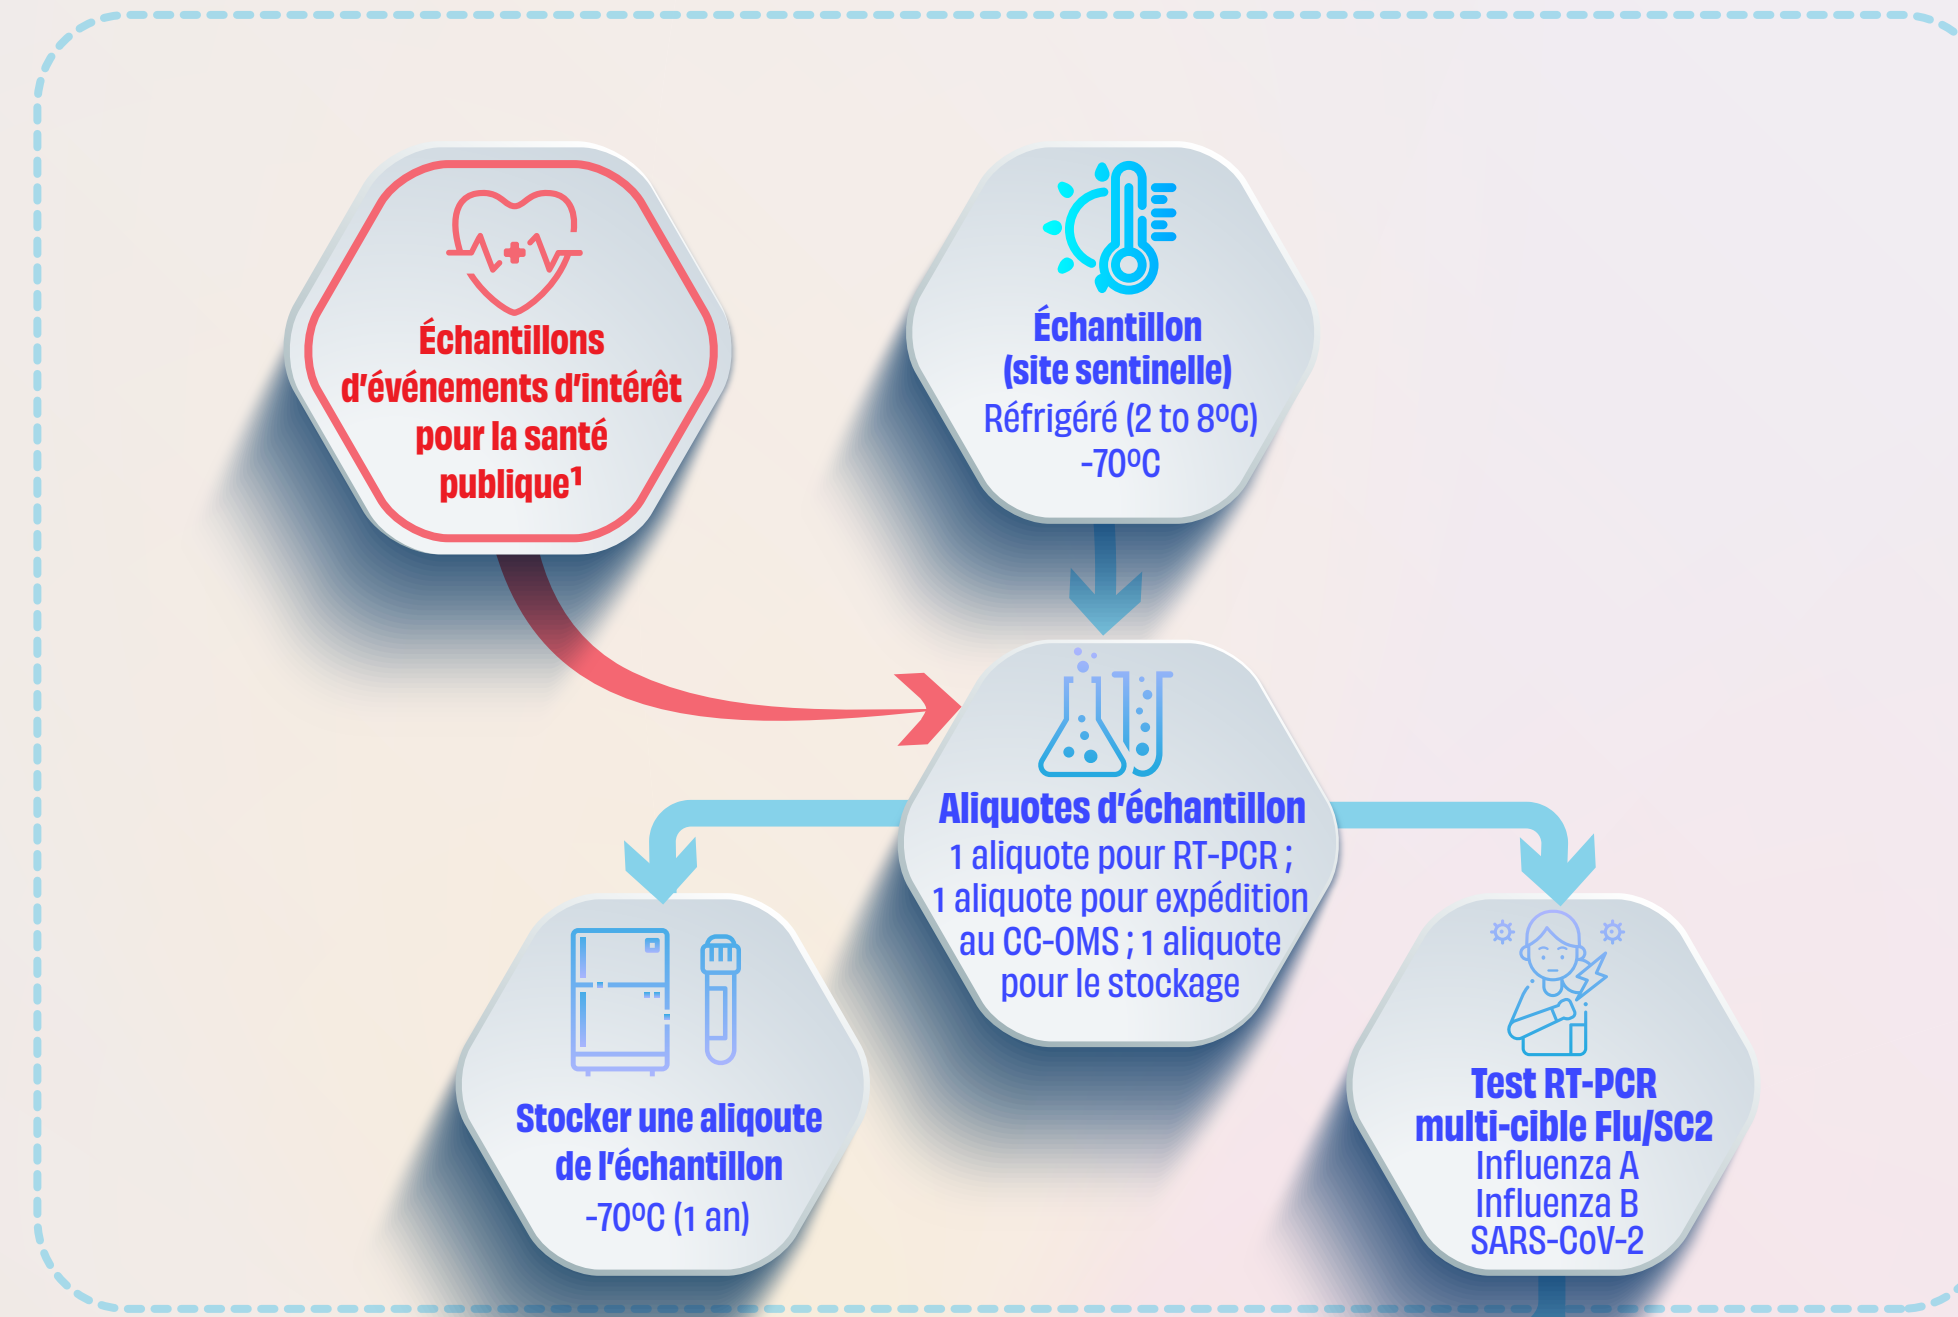 Échantillons
d'événements d'intérêt
pour la santé
publique¹
Échantillon
(site sentinelle)
Réfrigéré (2 to 8ºC)
-70ºC
Aliquotes d'échantillon
1 aliquote pour RT-PCR ;
1 aliquote pour expédition
au CC-OMS ; 1 aliquote
pour le stockage
Stocker une aliqoute
de l'échantillon
-70ºC (1 an)
Test RT-PCR
multi-cible Flu/SC2
Influenza A
Influenza B
SARS-CoV-2